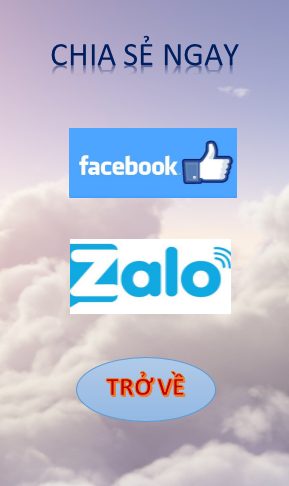 CHIA SẺ NGAY
facebook
Zalo
TRỞ VỀ